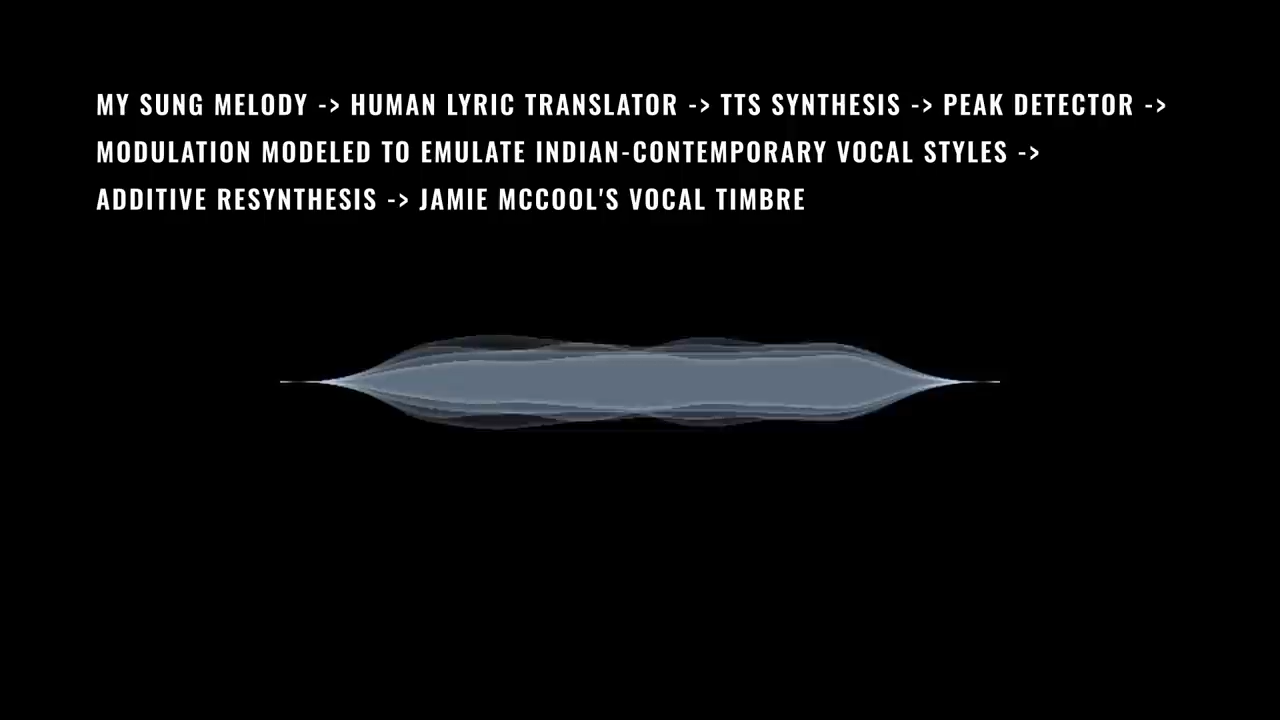 MY SUNG MELODY -> HUMAN LYRIC TRANSLATOR -> TTS SYNTHESIS -> PEAK DETECTOR ->
MODULATION MODELED TO EMULATE INDIAN-CONTEMPORARY VOCAL STYLES ->
ADDITIVE RESYNTHESIS -> JAMIE MCCOOL'S VOCAL TIMBRE